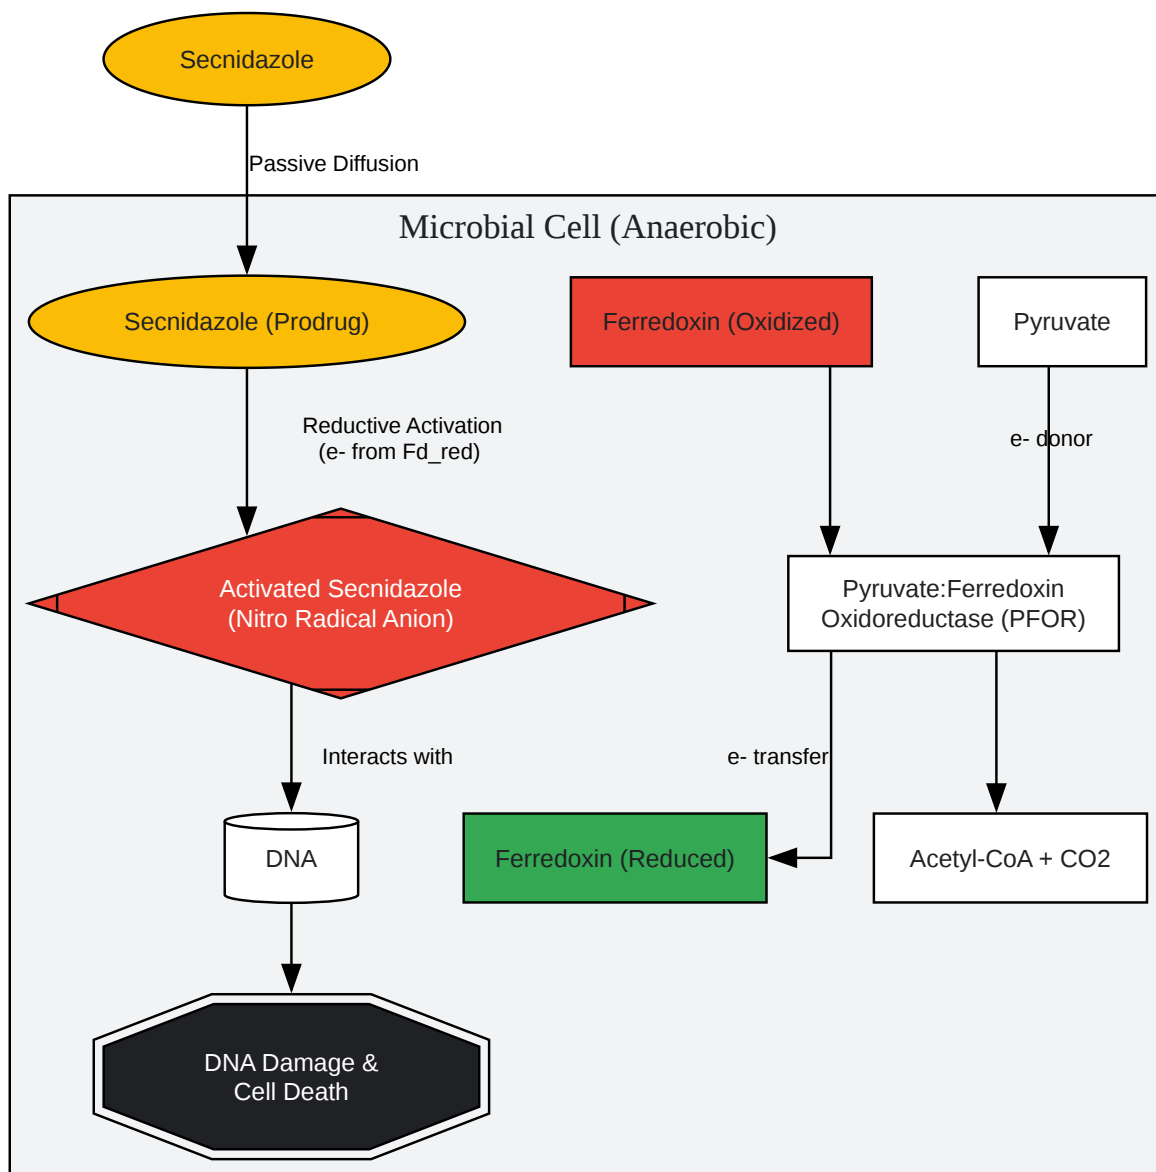 Secnidazole
Passive Diffusion
Microbial Cell (Anaerobic)
Secnidazole (Prodrug)
Ferredoxin (Oxidized)
Pyruvate
Reductive Activation
(e- from Fd_red)
e- donor
Activated Secnidazole
(Nitro Radical Anion)
Pyruvate:Ferredoxin
Oxidoreductase (PFOR)
Interacts with
e- transfer
DNA
Ferredoxin (Reduced)
Acetyl-CoA + CO2
DNA Damage &
Cell Death